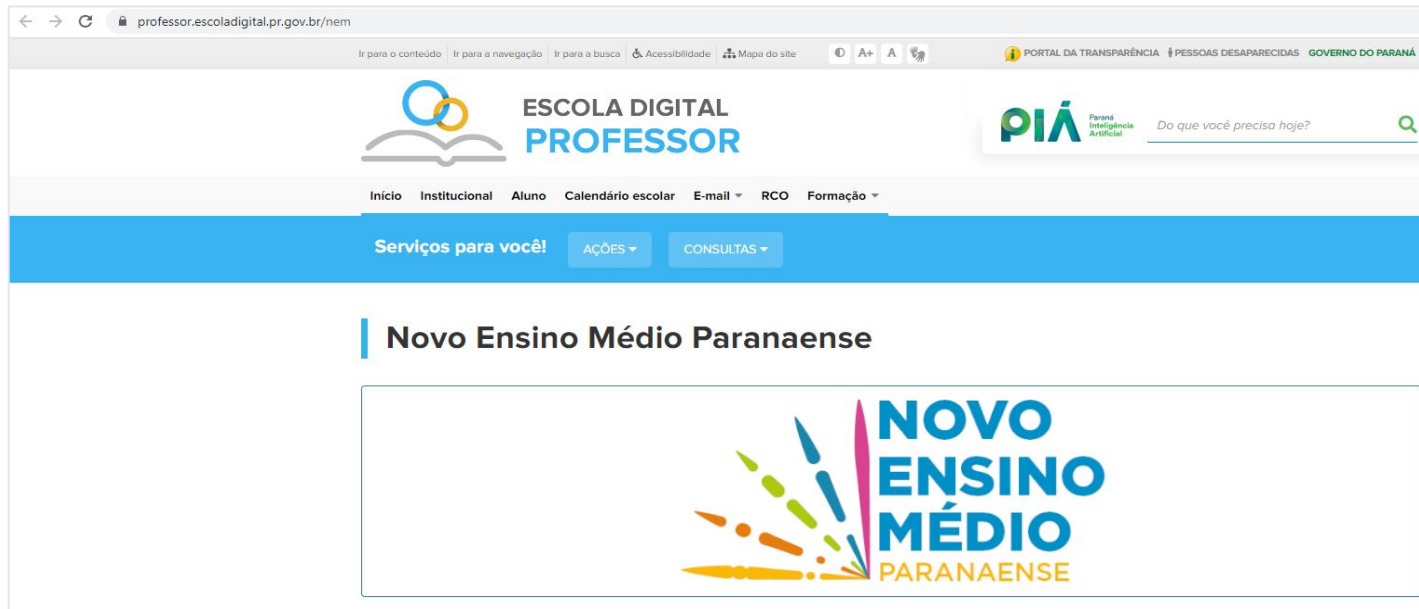 professor.escoladigital.pr.gov.br/nem
Ir para o conteúdo Ir para a navegação Ir para a busca Acessibilidade Mapa do site A+ A PORTAL DA TRANSPARÊNCIA PESSOAS DESAPARECIDAS GOVERNO DO PARANÁ
ESCOLA DIGITAL
PROFESSOR
PIÁ
Paraná
Inteligência
Artificial
Do que você precisa hoje?
Início Institucional Aluno Calendário escolar E-mail RCO Formação
Serviços para você! AÇÕES CONSULTAS
Novo Ensino Médio Paranaense
NOVO
ENSINO
MÉDIO
PARANAENSE